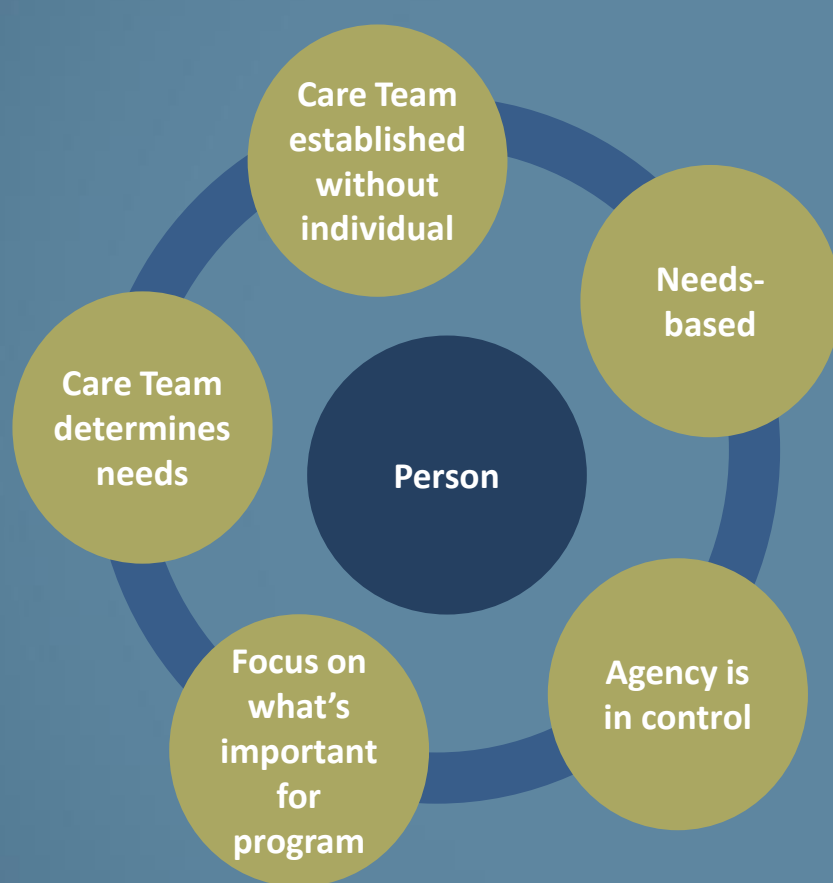 Care Team
established
without
individual
Needs-
based
Agency is
in control
Focus on
what's
important
for
program
Care Team
determines
needs
Person